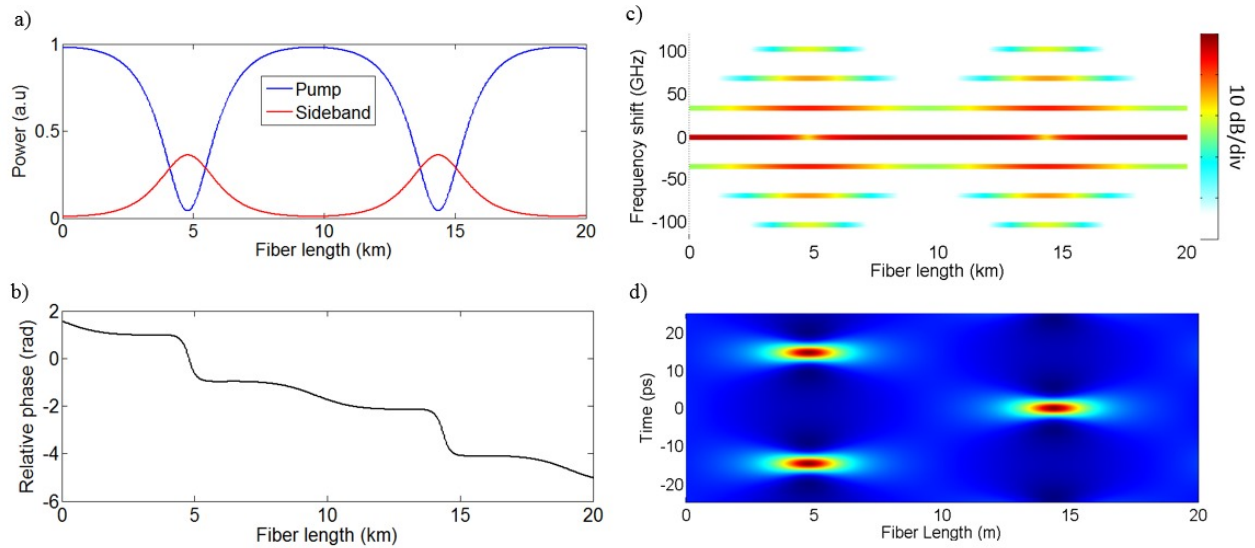 a)
Power (a.u)
1
0.5
0
Pump
Sideband
0 5 10 15 20
Fiber length (km)
b)
Relative phase (rad)
2
0
-2
-4
-6
0 5 10 15 20
Fiber length (km)
c)
Frequency shift (GHz)
100
50
0
-50
-100
0 5 10 15 20
Fiber length (km)
10 dB/div
d)
Time (ps)
20
10
0
-10
-20
0 5 10 15 20
Fiber Length (m)